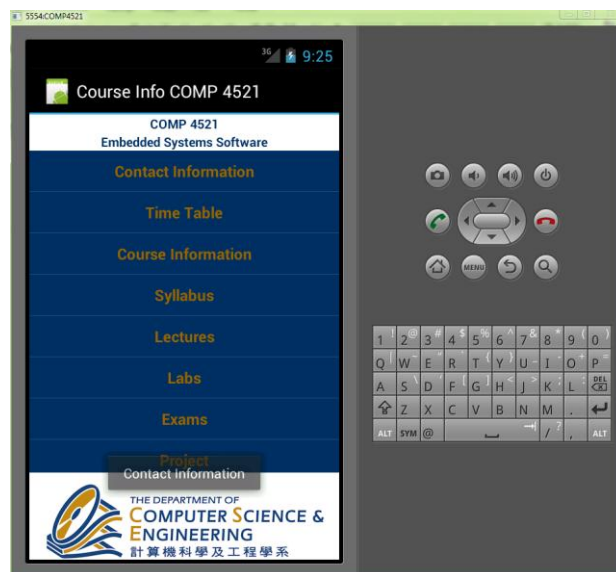 5554:COMP4521
3G 9:25
Course Info COMP 4521
COMP 4521
Embedded Systems Software
Contact Information
Time Table
Course Information
Syllabus
Lectures
Labs
Exams
Project
Contact Information
THE DEPARTMENT OF
COMPUTER SCIENCE &
ENGINEERING
計算機科學及工程學系
MENU
1 ! 2 @ 3 # 4 $ 5 % 6 ^ 7 & 8 * 9 ( 0 )
Q W ~ E " R ` T { Y } U - I O + P =
A S \ D ' F [ G ] H < J > K ; L : DEL
Z X C V B N M .
ALT SYM @ / ? , ALT